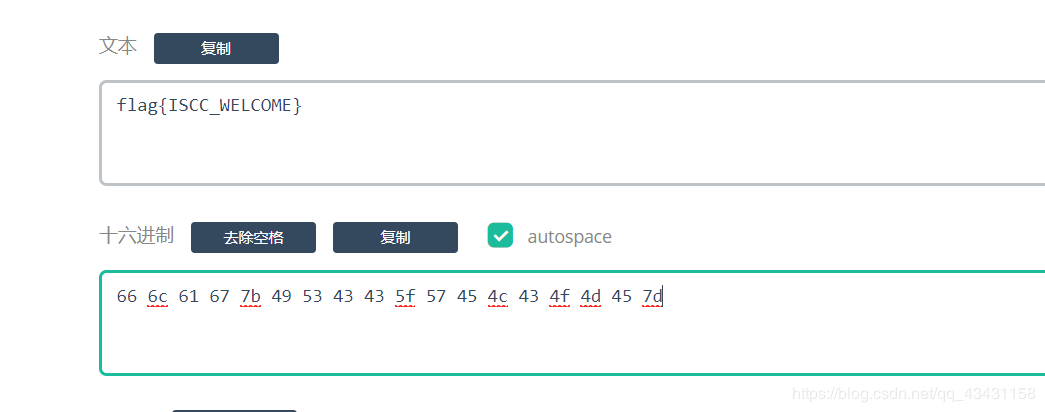 文本 复制
flag{ISCC_WELCOME}
十六进制 去除空格 复制 autospace
66 6c 61 67 7b 49 53 43 43 5f 57 45 4c 43 4f 4d 45 7d
https://blog.csdn.net/qq_43431158